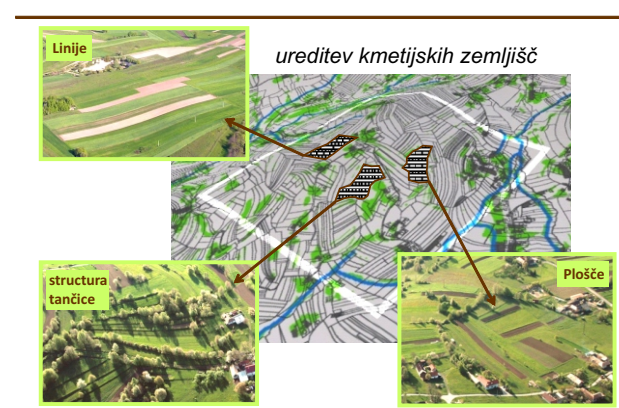 Linije
ureditev kmetijskih zemljišč
structura
tančice
Plošče